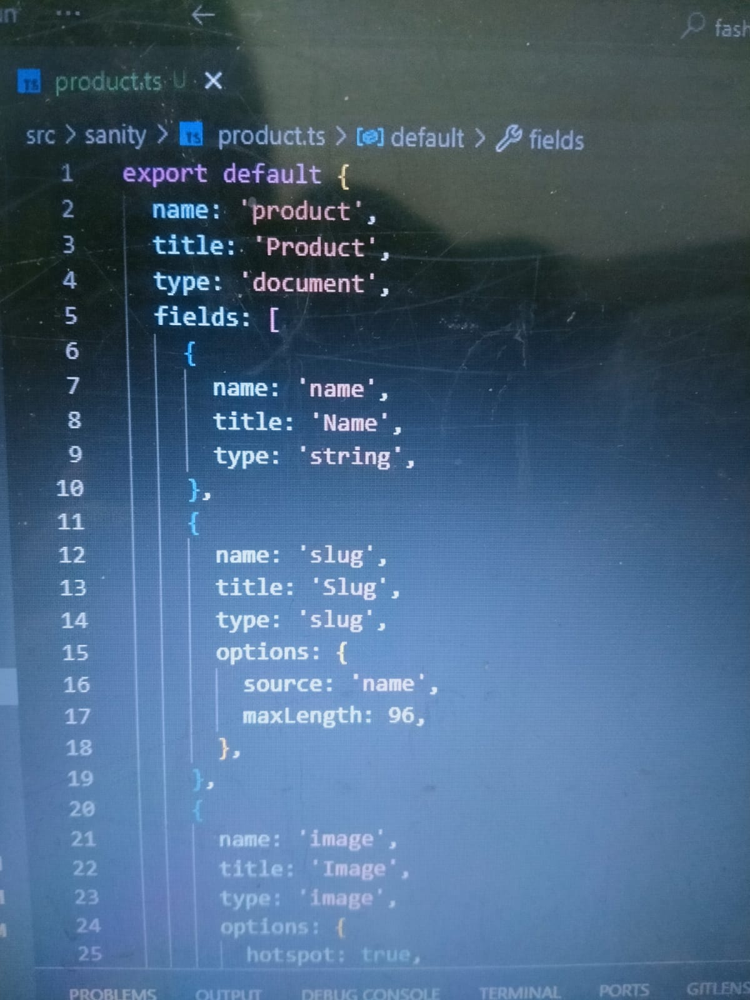 ...
fash
TS product.ts U X
src > sanity > TS product.ts > default > fields
1 export default {
2 name: 'product',
3 title: 'Product',
4 type: 'document',
5 fields: [
6 {
7 name: 'name',
8 title: 'Name',
9 type: 'string',
10 },
11 {
12 name: 'slug',
13 title: 'Slug',
14 type: 'slug',
15 options: {
16 source: 'name',
17 maxLength: 96,
18 },
19 },
20 {
21 name: 'image',
22 title: 'Image',
23 type: 'image',
24 options: {
25 hotspot: true,
PROBLEMS OUTPUT DEBUG CONSOLE TERMINAL PORTS GITLENS